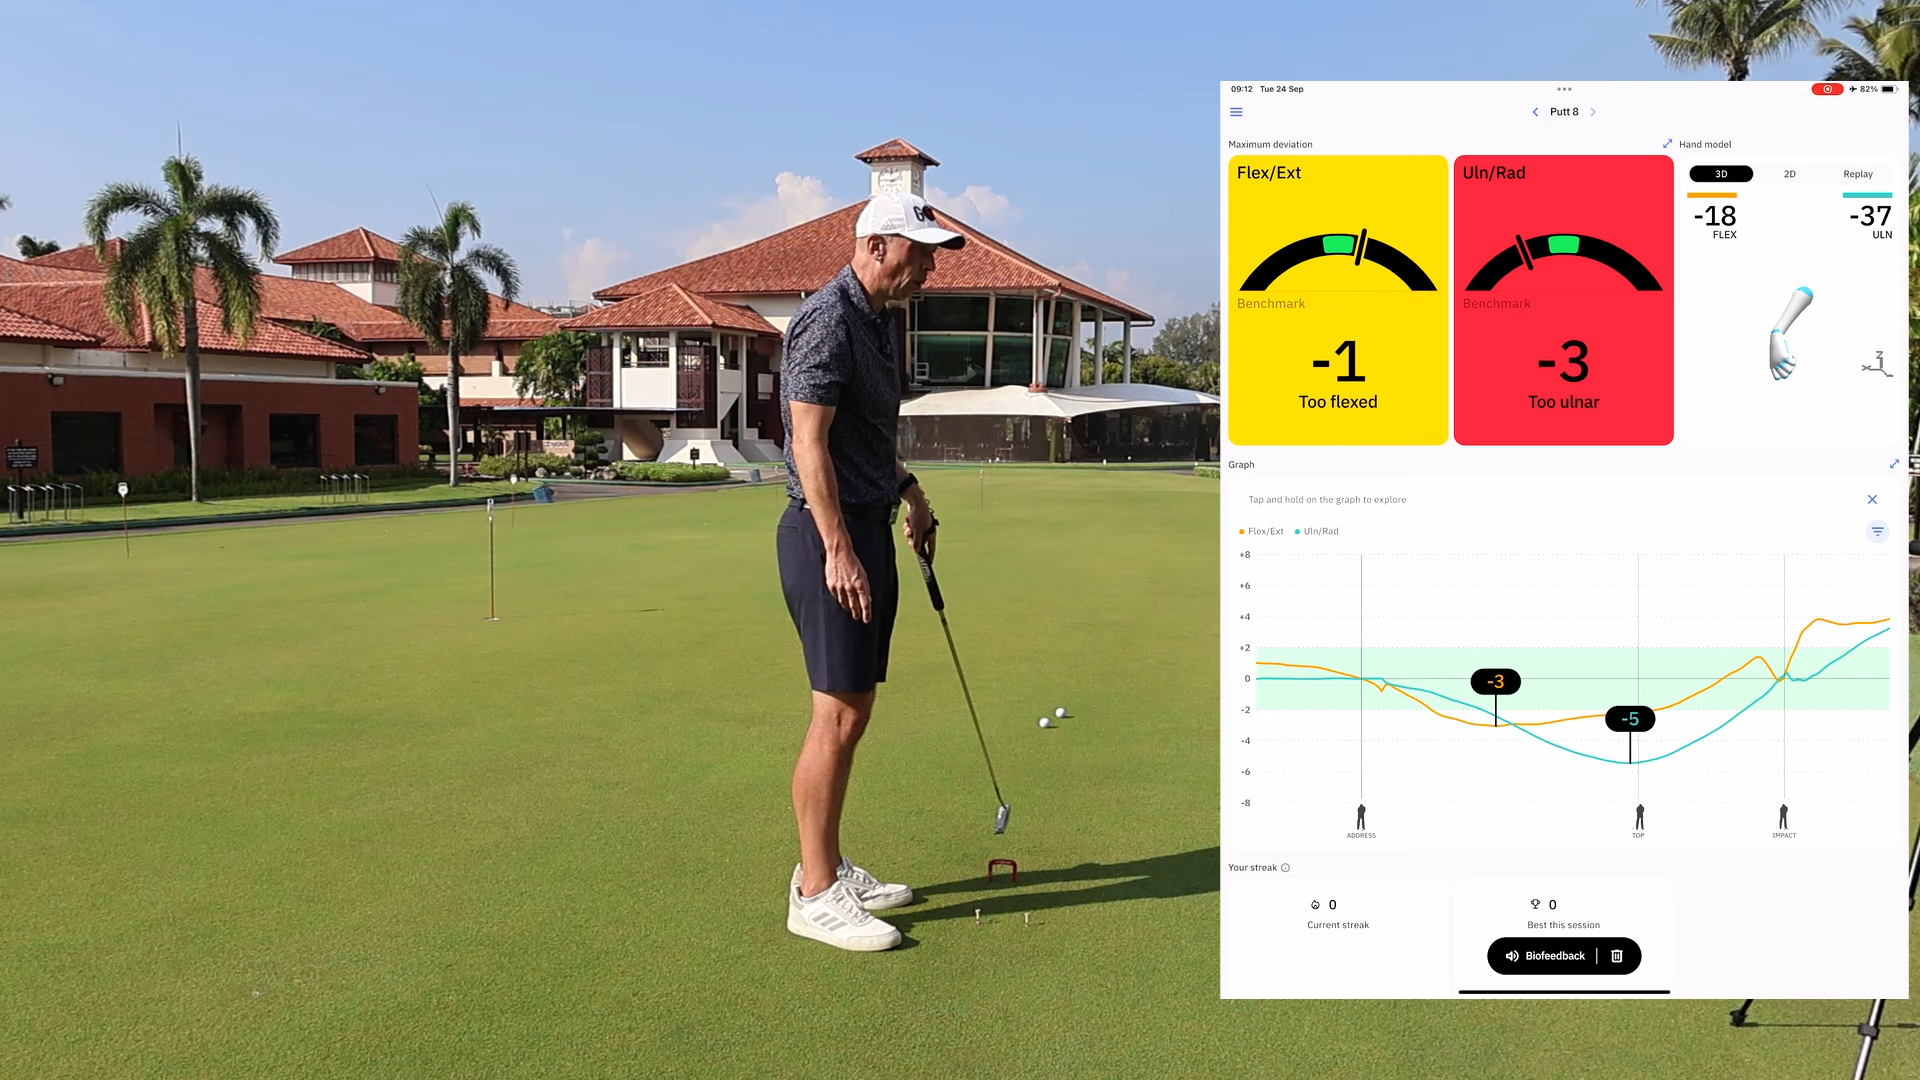 09:12 Tue 24 Sep
82%
Putt 8
Maximum deviation
Hand model
Flex/Ext
Benchmark
-1
Too flexed
Uln/Rad
Benchmark
-3
Too ulnar
3D 2D Replay
-18
FLEX
-37
ULN
Graph
Tap and hold on the graph to explore
Flex/Ext Uln/Rad
+8
+6
+4
+2
0
-2
-4
-6
-8
-3
-5
ADDRESS
TOP
IMPACT
Your streak
0
Current streak
0
Best this session
Biofeedback